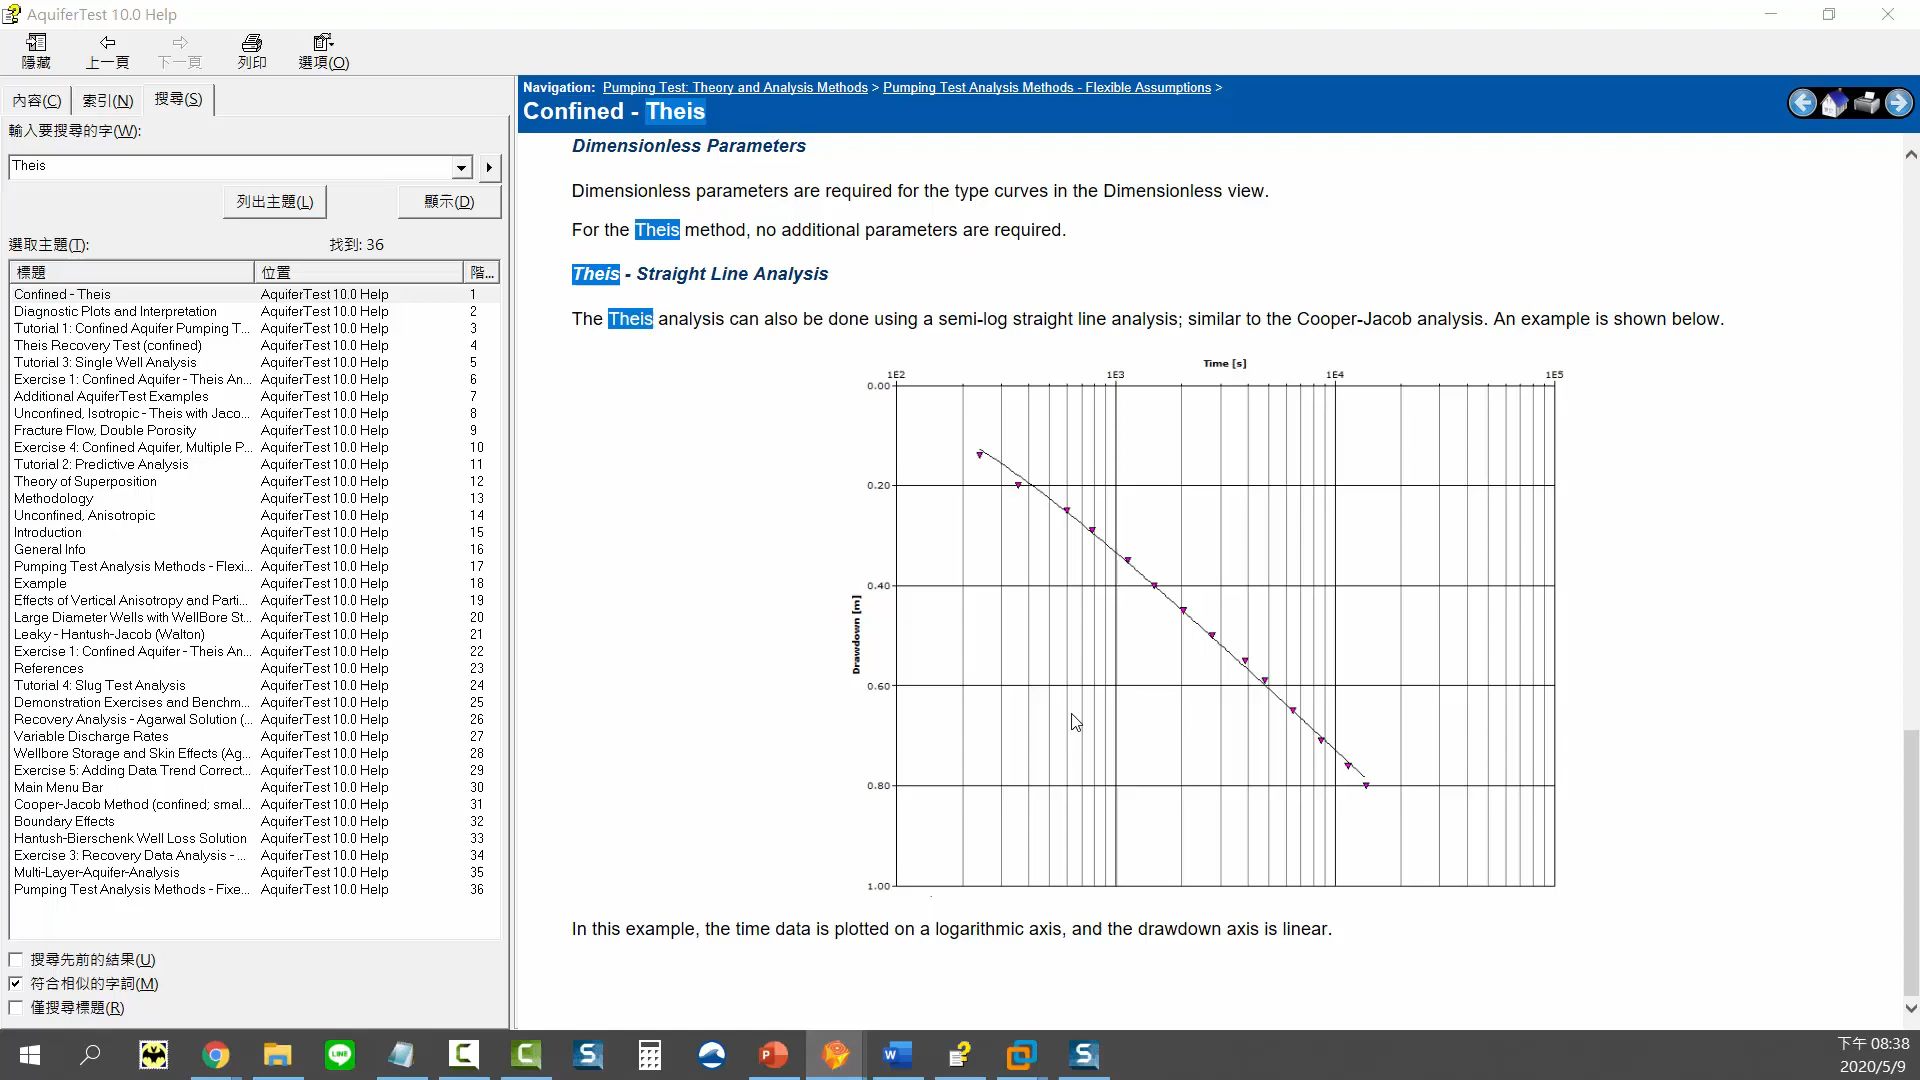 AquiferTest 10.0 Help
隱藏
上一頁
下一頁
列印
選項(O)
內容(C)
索引(N)
搜尋(S)
輸入要搜尋的字(W):
Theis
列出主題(L)
顯示(D)
選取主題(T):
找到: 36
標題 位置 階...
Confined - Theis AquiferTest 10.0 Help 1
Diagnostic Plots and Interpretation AquiferTest 10.0 Help 2
Tutorial 1: Confined Aquifer Pumping T... AquiferTest 10.0 Help 3
Theis Recovery Test (confined) AquiferTest 10.0 Help 4
Tutorial 3: Single Well Analysis AquiferTest 10.0 Help 5
Exercise 1: Confined Aquifer - Theis An... AquiferTest 10.0 Help 6
Additional AquiferTest Examples AquiferTest 10.0 Help 7
Unconfined, Isotropic - Theis with Jaco... AquiferTest 10.0 Help 8
Fracture Flow, Double Porosity AquiferTest 10.0 Help 9
Exercise 4: Confined Aquifer, Multiple P... AquiferTest 10.0 Help 10
Tutorial 2: Predictive Analysis AquiferTest 10.0 Help 11
Theory of Superposition AquiferTest 10.0 Help 12
Methodology AquiferTest 10.0 Help 13
Unconfined, Anisotropic AquiferTest 10.0 Help 14
Introduction AquiferTest 10.0 Help 15
General Info AquiferTest 10.0 Help 16
Pumping Test Analysis Methods - Flexi... AquiferTest 10.0 Help 17
Example AquiferTest 10.0 Help 18
Effects of Vertical Anisotropy and Parti... AquiferTest 10.0 Help 19
Large Diameter Wells with WellBore St... AquiferTest 10.0 Help 20
Leaky - Hantush-Jacob (Walton) AquiferTest 10.0 Help 21
Exercise 1: Confined Aquifer - Theis An... AquiferTest 10.0 Help 22
References AquiferTest 10.0 Help 23
Tutorial 4: Slug Test Analysis AquiferTest 10.0 Help 24
Demonstration Exercises and Benchm... AquiferTest 10.0 Help 25
Recovery Analysis - Agarwal Solution (... AquiferTest 10.0 Help 26
Variable Discharge Rates AquiferTest 10.0 Help 27
Wellbore Storage and Skin Effects (Ag... AquiferTest 10.0 Help 28
Exercise 5: Adding Data Trend Correct... AquiferTest 10.0 Help 29
Main Menu Bar AquiferTest 10.0 Help 30
Cooper-Jacob Method (confined; smal... AquiferTest 10.0 Help 31
Boundary Effects AquiferTest 10.0 Help 32
Hantush-Bierschenk Well Loss Solution AquiferTest 10.0 Help 33
Exercise 3: Recovery Data Analysis - ... AquiferTest 10.0 Help 34
Multi-Layer-Aquifer-Analysis AquiferTest 10.0 Help 35
Pumping Test Analysis Methods - Fixe... AquiferTest 10.0 Help 36
搜尋先前的結果(U)
符合相似的字詞(M)
僅搜尋標題(R)
Navigation: Pumping Test: Theory and Analysis Methods > Pumping Test Analysis Methods - Flexible Assumptions >
Confined - Theis
Dimensionless Parameters
Dimensionless parameters are required for the type curves in the Dimensionless view.
For the Theis method, no additional parameters are required.
Theis - Straight Line Analysis
The Theis analysis can also be done using a semi-log straight line analysis; similar to the Cooper-Jacob analysis. An example is shown below.
Time [s]
1E2 1E3 1E4 1E5
0.00
0.20
0.40
0.60
0.80
1.00
Drawdown [m]
In this example, the time data is plotted on a logarithmic axis, and the drawdown axis is linear.
LINE
C
C
S
P
W
S
下午 08:38
2020/5/9